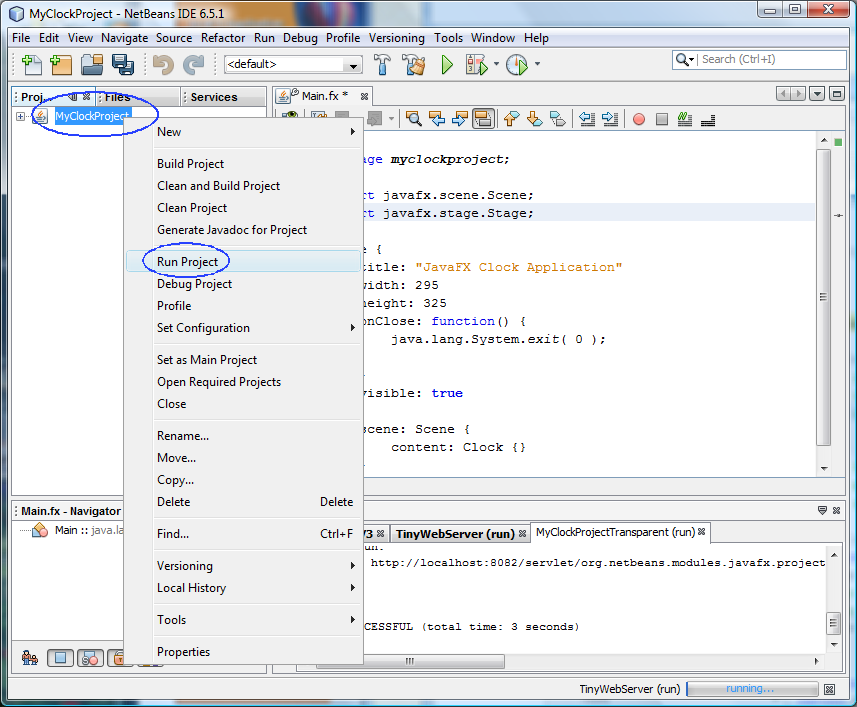 MyClockProject - NetBeans IDE 6.5.1
File Edit View Navigate Source Refactor Run Debug Profile Versioning Tools Window Help
<default>
Search (Ctrl+I)
Proj... Files Services
Main.fx *
MyClockProject
New
Build Project
Clean and Build Project
Clean Project
Generate Javadoc for Project
Run Project
Debug Project
Profile
Set Configuration
Set as Main Project
Open Required Projects
Close
Rename...
Move...
Copy...
Delete Delete
Find... Ctrl+F
Versioning
Local History
Tools
Properties
age myclockproject;
rt javafx.scene.Scene;
rt javafx.stage.Stage;
e {
title: "JavaFX Clock Application"
width: 295
height: 325
onClose: function() {
java.lang.System.exit( 0 );
visible: true
scene: Scene {
content: Clock {}
Main.fx - Navigator
Main :: java.la
/3 TinyWebServer (run) MyClockProjectTransparent (run)
un:
http://localhost:8082/servlet/org.netbeans.modules.javafx.project
CESSFUL (total time: 3 seconds)
TinyWebServer (run) running...